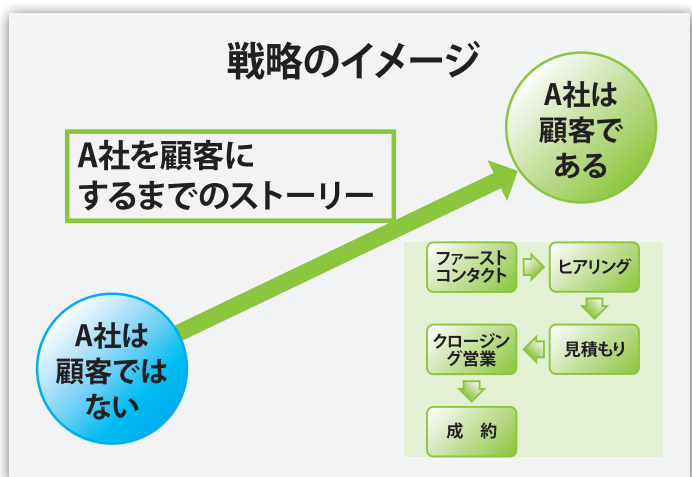 戦略のイメージ
A社は
顧客で
ある
A社を顧客に
するまでのストーリー
A社は
顧客では
ない
ファースト
コンタクト
ヒアリング
見積もり
クロージン
グ営業
成　約